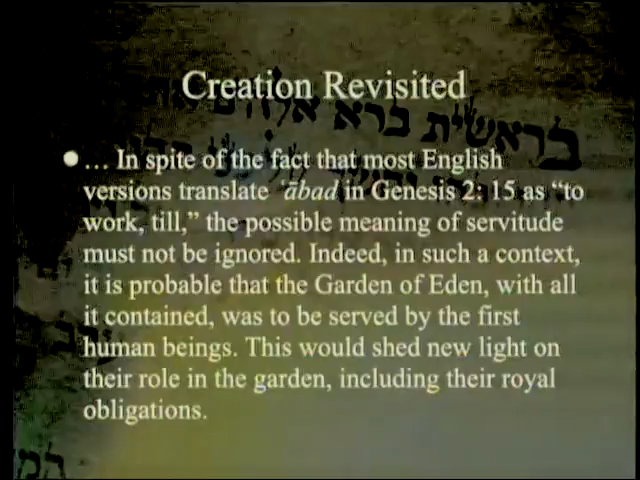 Creation Revisited
בראשית ברא אלהים
• … In spite of the fact that most English
versions translate ʿābad in Genesis 2: 15 as “to
work, till,” the possible meaning of servitude
must not be ignored. Indeed, in such a context,
it is probable that the Garden of Eden, with all
it contained, was to be served by the first
human beings. This would shed new light on
their role in the garden, including their royal
obligations.